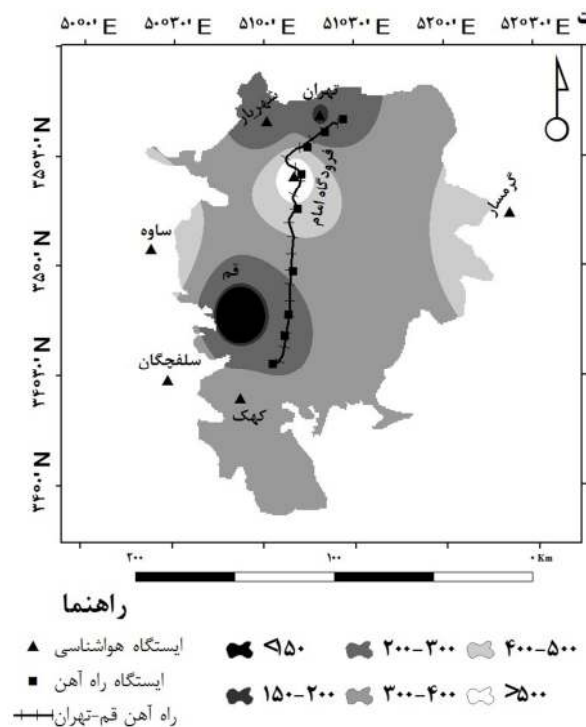 ۵۰°۰' E ۵۰°۳۰' E ۵۱°۰' E ۵۱°۳۰' E ۵۲°۰' E ۵۲°۳۰' E
۳۵°۳۰' N
۳۵°۰' N
۳۴°۳۰' N
۳۴°۰' N
تهران
شهریار
فرودگاه امام
گرمسار
ساوه
قم
سلفچگان
کهک
۲۰۰ ۱۰۰ ۰ Km
راهنما
ایستگاه هواشناسی
ایستگاه راه آهن
راه آهن قم-تهران
<۱۵۰ ۲۰۰-۳۰۰ ۴۰۰-۵۰۰
۱۵۰-۲۰۰ ۳۰۰-۴۰۰ >۵۰۰